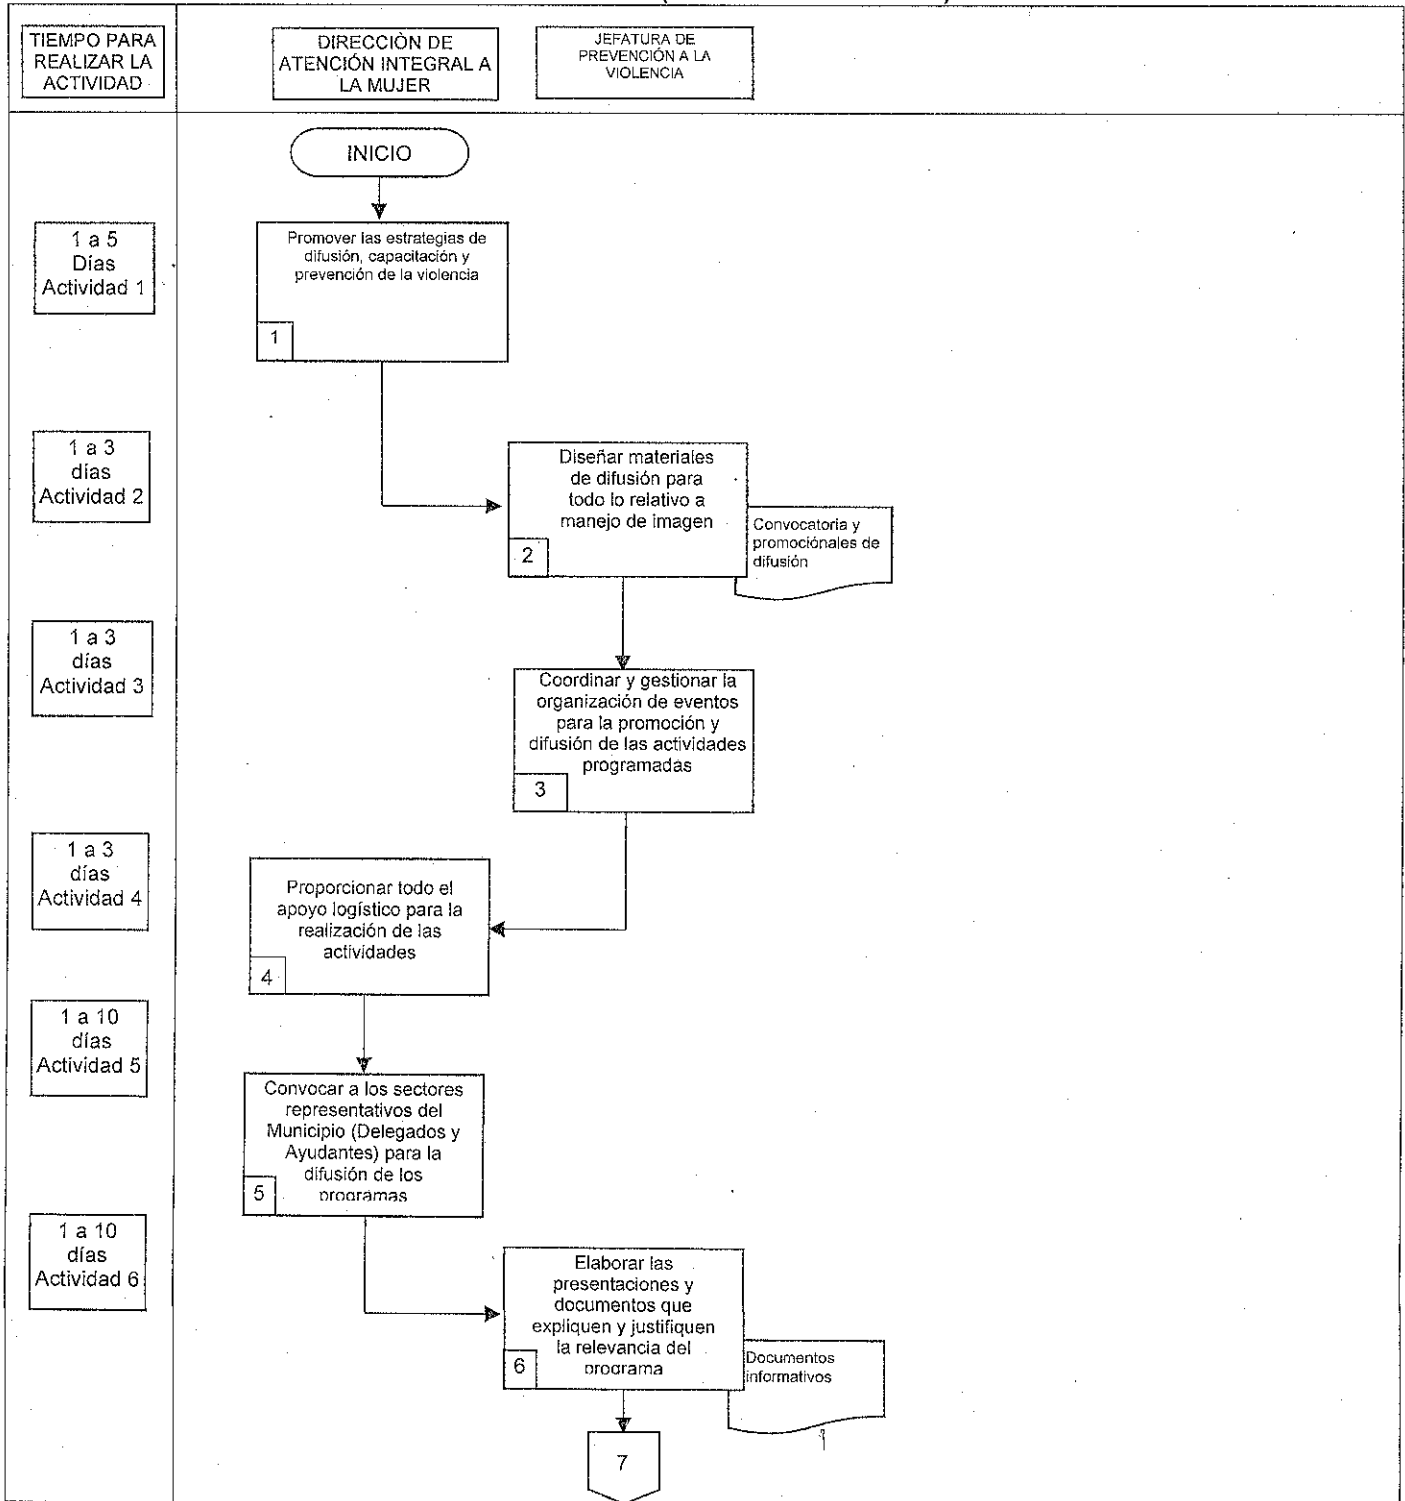 TIEMPO PARA
REALIZAR LA
ACTIVIDAD
DIRECCIÓN DE
ATENCIÓN INTEGRAL A
LA MUJER
JEFATURA DE
PREVENCIÓN A LA
VIOLENCIA
INICIO
1 a 5
Días
Actividad 1
Promover las estrategias de
difusión, capacitación y
prevención de la violencia
1
1 a 3
días
Actividad 2
Diseñar materiales
de difusión para
todo lo relativo a
manejo de imagen
2
Convocatoria y
promociónales de
difusión
1 a 3
días
Actividad 3
Coordinar y gestionar la
organización de eventos
para la promoción y
difusión de las actividades
programadas
3
1 a 3
días
Actividad 4
Proporcionar todo el
apoyo logístico para la
realización de las
actividades
4
1 a 10
días
Actividad 5
Convocar a los sectores
representativos del
Municipio (Delegados y
Ayudantes) para la
difusión de los
programas
5
1 a 10
días
Actividad 6
Elaborar las
presentaciones y
documentos que
expliquen y justifiquen
la relevancia del
programa
6
Documentos
informativos
7